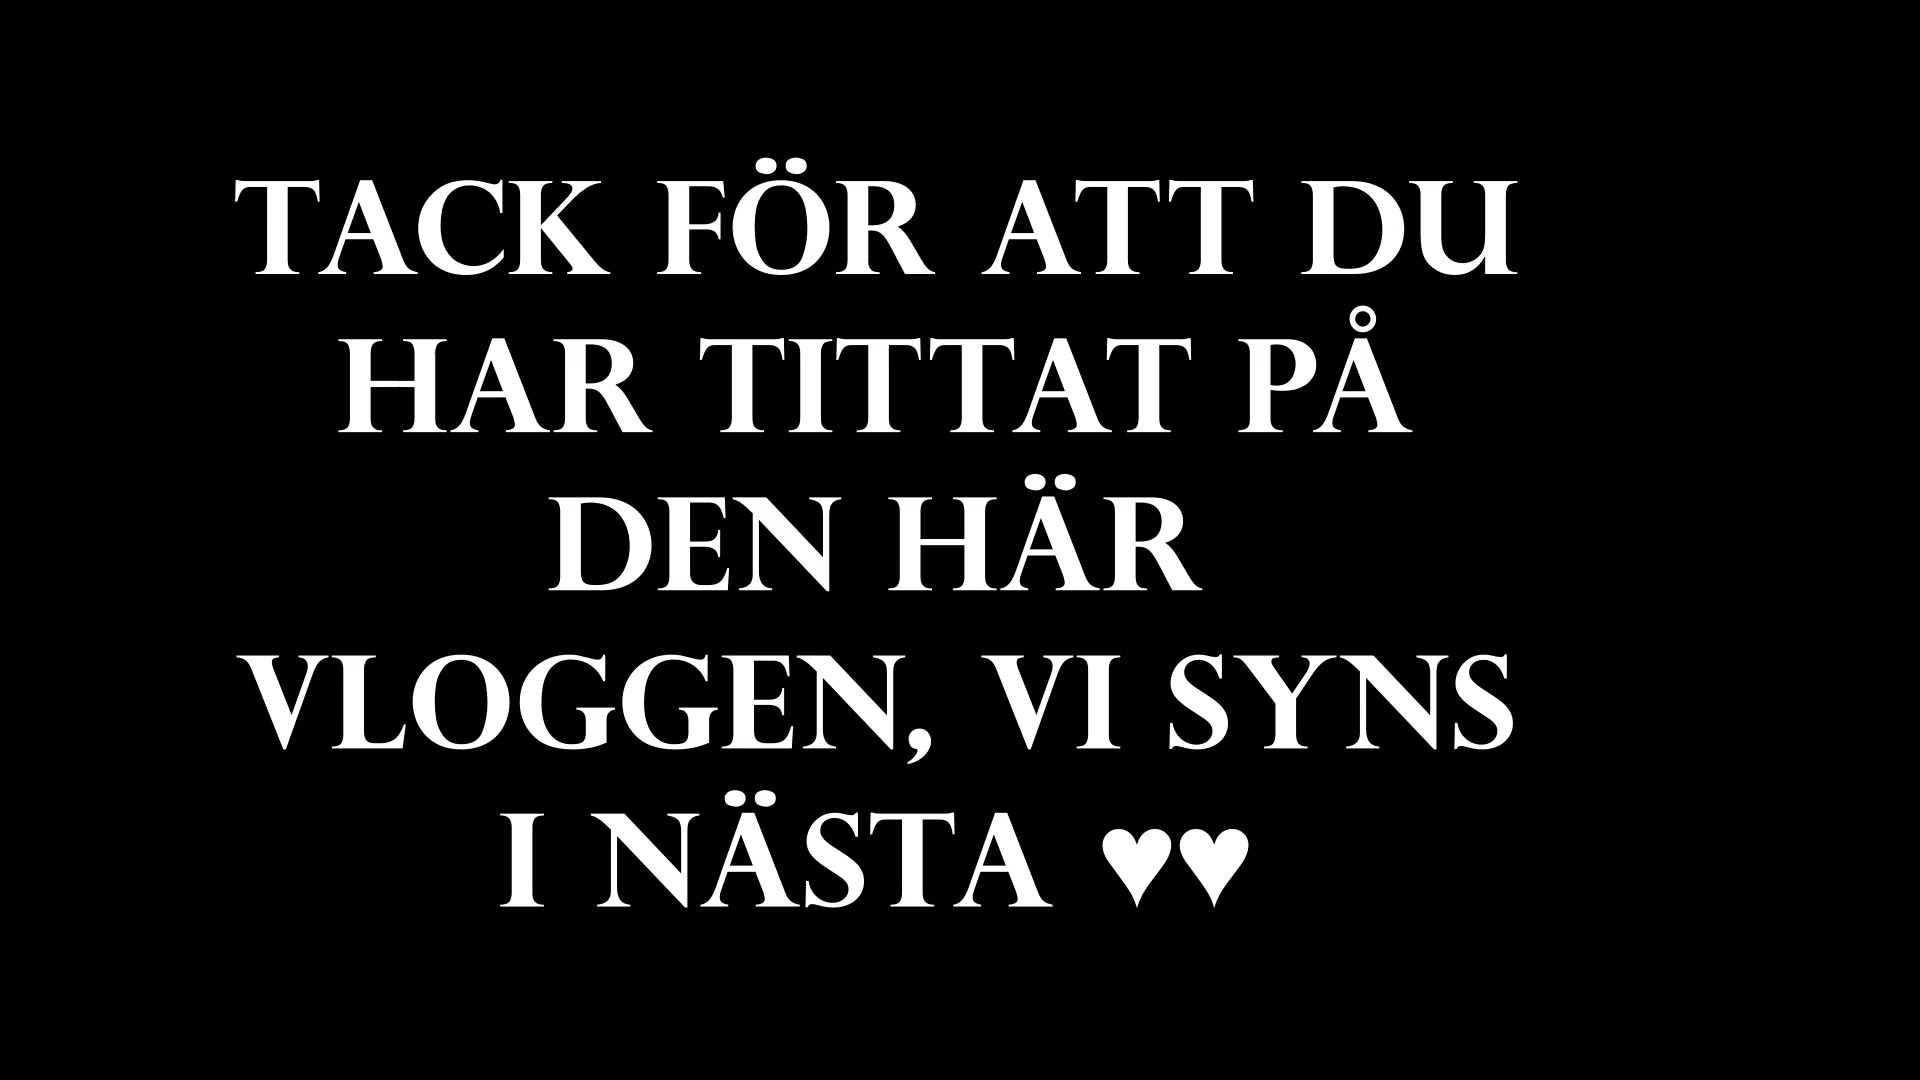 TACK FÖR ATT DU
HAR TITTAT PÅ
DEN HÄR
VLOGGEN, VI SYNS
I NÄSTA ♥♥